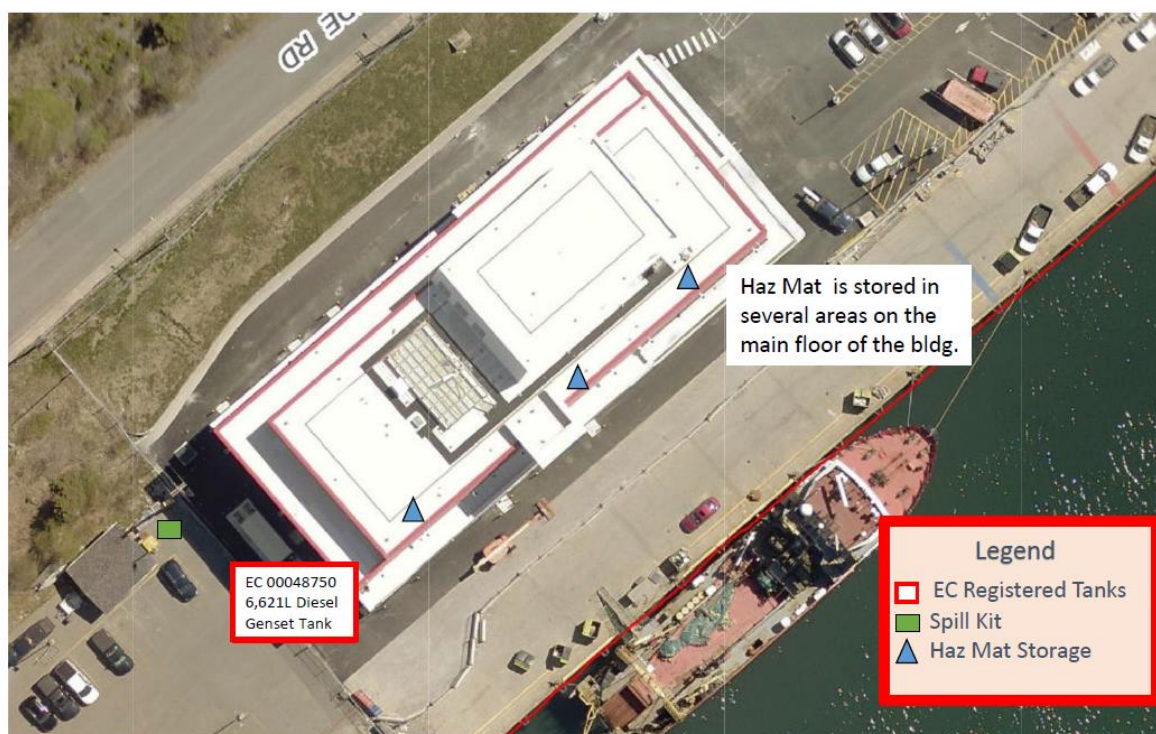 DE RD
Haz Mat is stored in
several areas on the
main floor of the bldg.
EC 00048750
6,621L Diesel
Genset Tank
Legend
EC Registered Tanks
Spill Kit
Haz Mat Storage